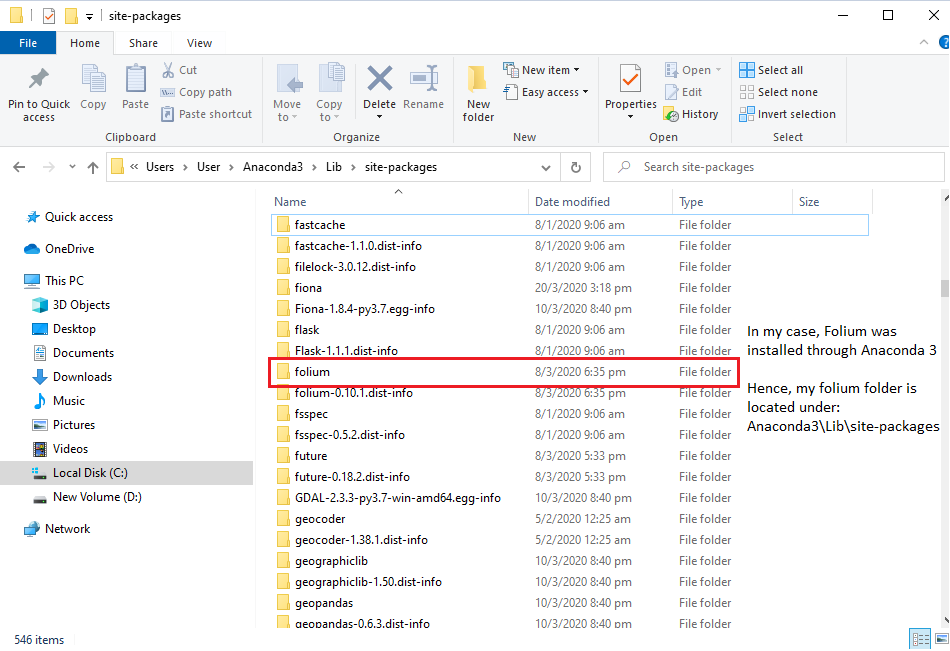 site-packages
File Home Share View
Pin to Quick access
Copy
Paste
Cut
Copy path
Paste shortcut
Clipboard
Move to
Copy to
Delete
Rename
Organize
New folder
New item
Easy access
New
Properties
Open
Edit
History
Open
Select all
Select none
Invert selection
Select
« Users > User > Anaconda3 > Lib > site-packages
Search site-packages
Quick access
OneDrive
This PC
3D Objects
Desktop
Documents
Downloads
Music
Pictures
Videos
Local Disk (C:)
New Volume (D:)
Network
Name Date modified Type Size
fastcache 8/1/2020 9:06 am File folder
fastcache-1.1.0.dist-info 8/1/2020 9:06 am File folder
filelock-3.0.12.dist-info 8/1/2020 9:06 am File folder
fiona 20/3/2020 3:18 pm File folder
Fiona-1.8.4-py3.7.egg-info 10/3/2020 8:40 pm File folder
flask 8/1/2020 9:06 am File folder
Flask-1.1.1.dist-info 8/1/2020 9:06 am File folder
folium 8/3/2020 6:35 pm File folder
folium-0.10.1.dist-info 8/3/2020 6:35 pm File folder
fsspec 8/1/2020 9:06 am File folder
fsspec-0.5.2.dist-info 8/1/2020 9:06 am File folder
future 8/3/2020 5:33 pm File folder
future-0.18.2.dist-info 8/3/2020 5:33 pm File folder
GDAL-2.3.3-py3.7-win-amd64.egg-info 10/3/2020 8:40 pm File folder
geocoder 5/2/2020 12:25 am File folder
geocoder-1.38.1.dist-info 5/2/2020 12:25 am File folder
geographiclib 10/3/2020 8:40 pm File folder
geographiclib-1.50.dist-info 10/3/2020 8:40 pm File folder
geopandas 10/3/2020 8:40 pm File folder
geopandas-0.6.3.dist-info 10/3/2020 8:40 pm File folder
In my case, Folium was
installed through Anaconda 3
Hence, my folium folder is
located under:
Anaconda3\Lib\site-packages
546 items